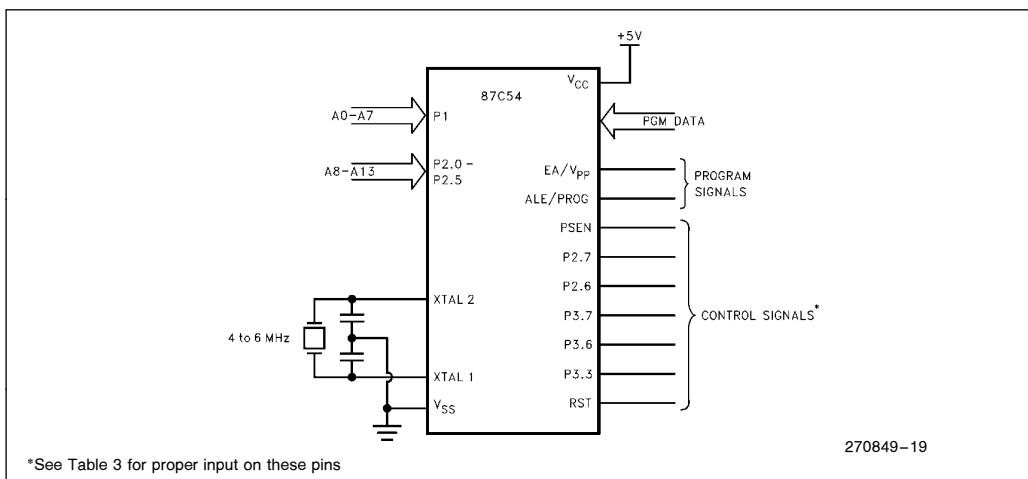 +5V
VCC
87C54
A0-A7
P1
PGM DATA
A8-A13
P2.0 -
P2.5
EA/VPP
PROGRAM
SIGNALS
ALE/PROG
PSEN
P2.7
P2.6
XTAL 2
P3.7
CONTROL SIGNALS*
4 to 6 MHz
P3.6
P3.3
XTAL 1
RST
VSS
270849–19
*See Table 3 for proper input on these pins